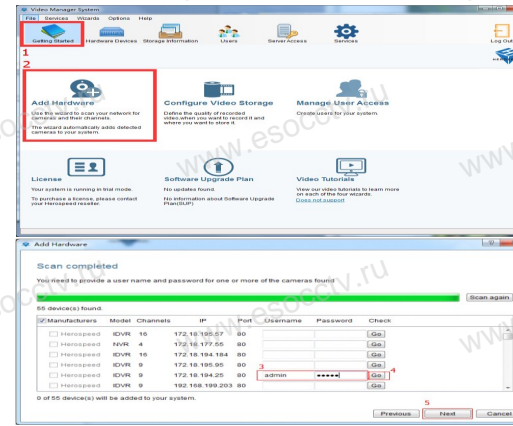 Video Manager System
File Services Wizards Options Help
Getting Started Hardware Devices Storage Information Users Server Access Services Log Out
1
2
Add Hardware
Use the wizard to scan your network for
cameras and their channels.
The wizard automatically adds detected
cameras to your system.
Configure Video Storage
Define the quality of recorded
video,when you want to record it and
where you want to store it.
Manage User Access
Create users for your system.
License
Your system is running in trial mode.
To purchase a license, please contact
your Herospeed reseller.
Software Upgrade Plan
No updates found.
No information about Software Upgrade
Plan(SUP)
Video Tutorials
View our video tutorials to learn more
on each of the four wizards.
Does not support
www.esoccctv.ru
Add Hardware
Scan completed
You need to provide a user name and password for one or more of the cameras found
Scan again
55 device(s) found.
Manufacturers Model Channels IP Port Username Password Check
Herospeed IDVR 16 172.18.195.57 80 Go
Herospeed NVR 4 172.18.177.55 80 Go
Herospeed IDVR 16 172.18.194.184 80 Go
Herospeed IDVR 9 172.18.195.95 80 Go
3
Herospeed IDVR 9 172.18.194.25 80 admin ••••• Go 4
Herospeed IDVR 9 192.168.199.203 80 Go
0 of 55 device(s) will be added to your system.
5
Previous Next Cancel